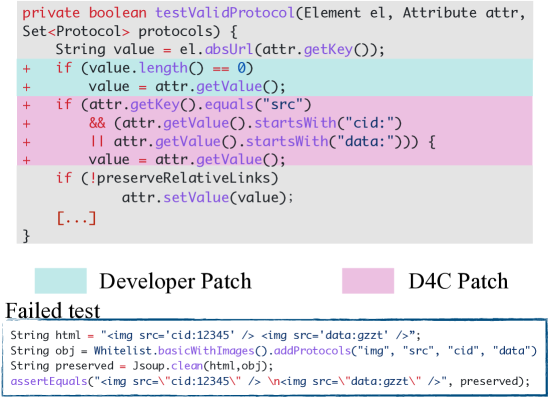 private boolean testValidProtocol(Element el, Attribute attr,
Set<Protocol> protocols) {
    String value = el.absUrl(attr.getKey());
+   if (value.length() == 0)
+       value = attr.getValue();
+   if (attr.getKey().equals("src")
+       && (attr.getValue().startsWith("cid:")
+       || attr.getValue().startsWith("data:"))) {
+       value = attr.getValue();
    if (!preserveRelativeLinks)
            attr.setValue(value);
    [...]
}
Developer Patch D4C Patch
Failed test
String html = "<img src='cid:12345' /> <img src='data:gzzt' />”;
String obj = Whitelist.basicWithImages().addProtocols("img", "src", "cid", "data")
String preserved = Jsoup.clean(html,obj);
assertEquals("<img src=\"cid:12345\" /> \n<img src=\"data:gzzt\" />", preserved);